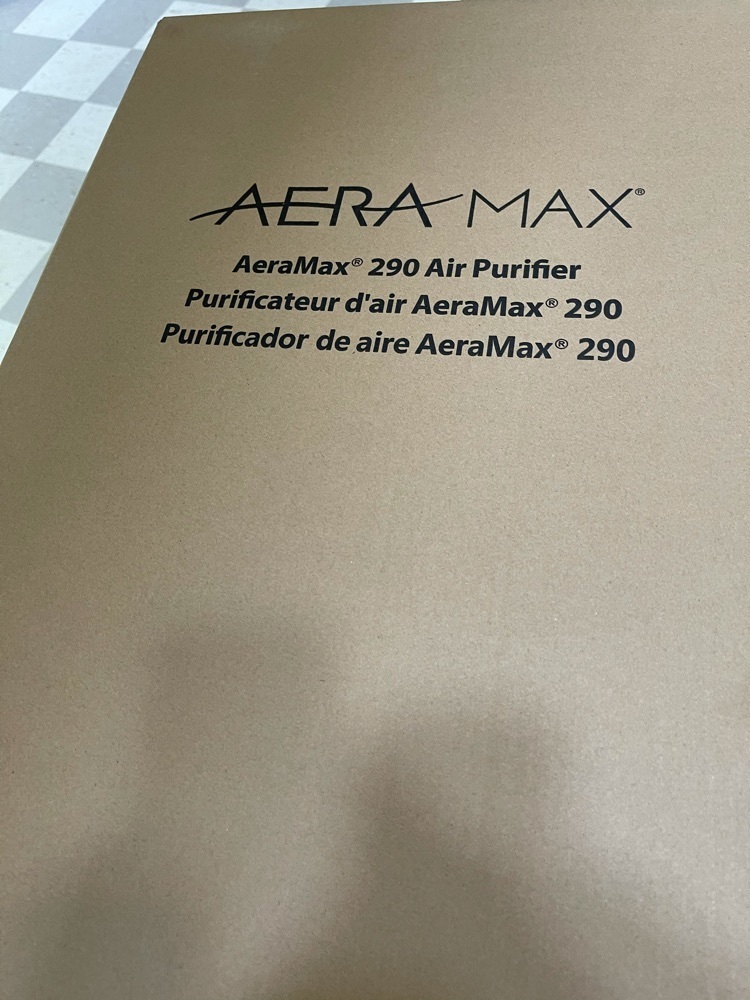 AERA MAX®
AeraMax® 290 Air Purifier
Purificateur d'air AeraMax® 290
Purificador de aire AeraMax® 290